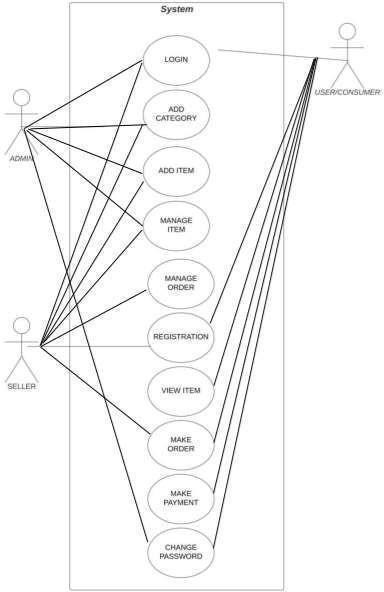 System
LOGIN
ADD
CATEGORY
ADD ITEM
MANAGE
ITEM
MANAGE
ORDER
REGISTRATION
VIEW ITEM
MAKE
ORDER
MAKE
PAYMENT
CHANGE
PASSWORD
ADMIN
SELLER
USER/CONSUMER